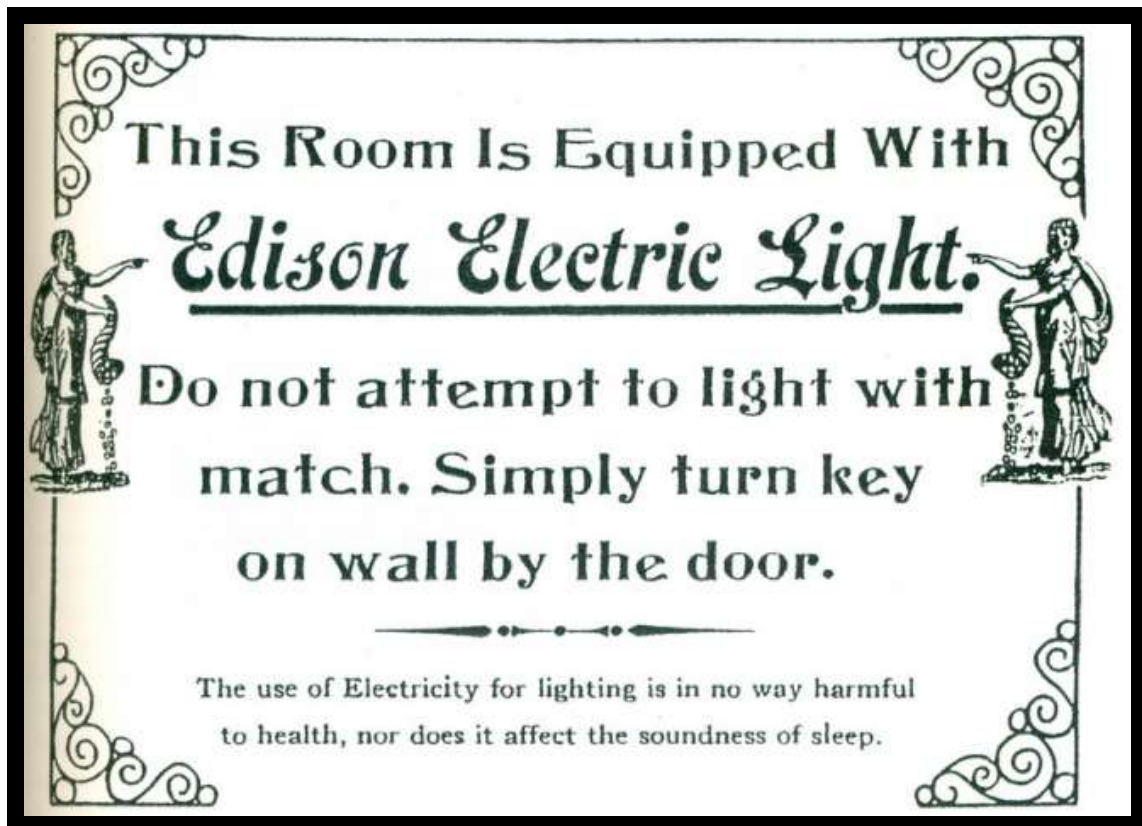 This Room Is Equipped With
Edison Electric Light.
Do not attempt to light with
match. Simply turn key
on wall by the door.
The use of Electricity for lighting is in no way harmful
to health, nor does it affect the soundness of sleep.